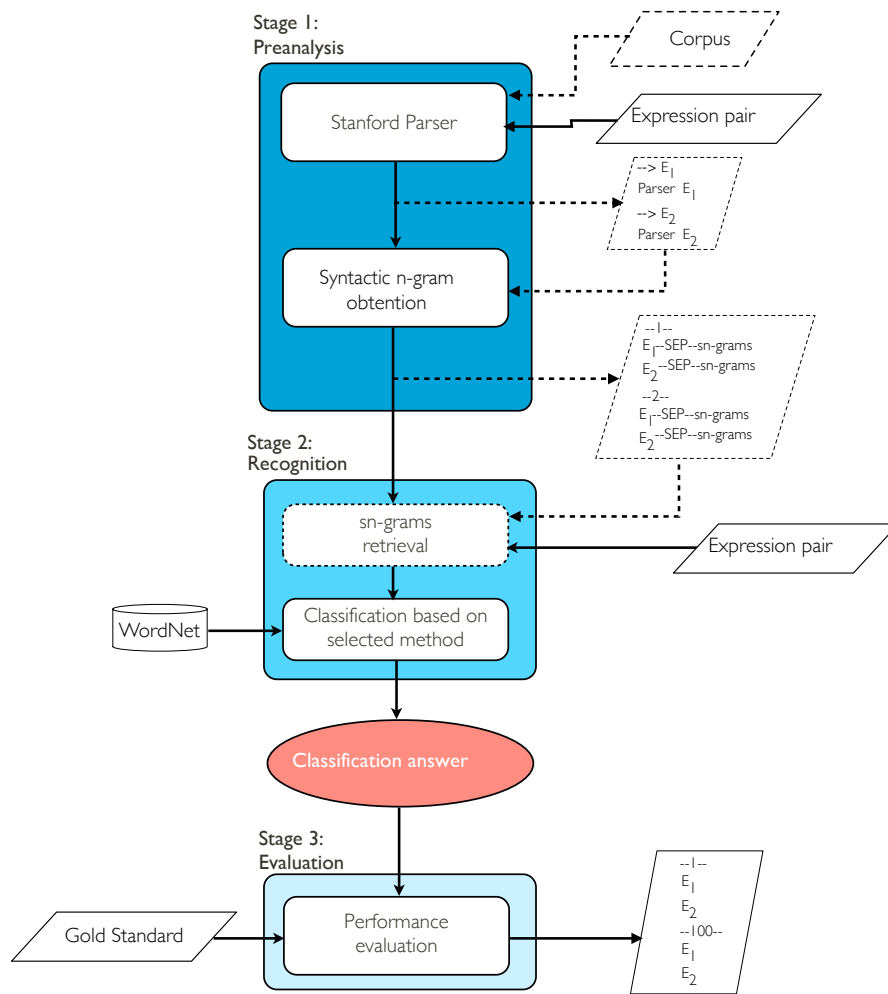 Stage 1:
Preanalysis
Corpus
Stanford Parser
Expression pair
--> E1
Parser E1
--> E2
Parser E2
Syntactic n-gram
obtention
--1--
E1--SEP--sn-grams
E2--SEP--sn-grams
--2--
E1--SEP--sn-grams
E2--SEP--sn-grams
Stage 2:
Recognition
sn-grams
retrieval
Expression pair
WordNet
Classification based on
selected method
Classification answer
Stage 3:
Evaluation
Gold Standard
Performance
evaluation
--1--
E1
E2
--100--
E1
E2